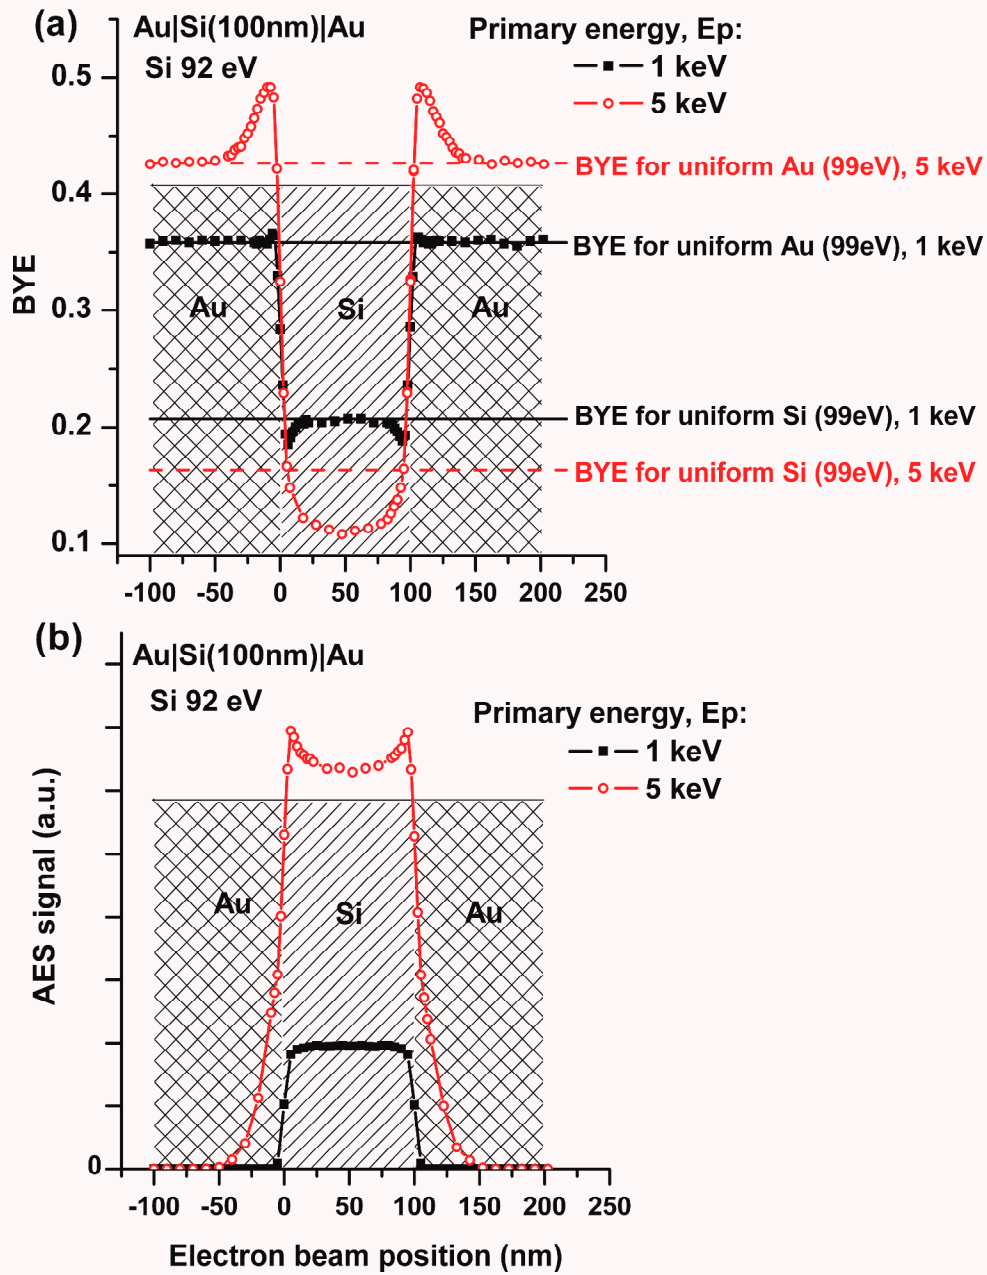 (a)
Au|Si(100nm)|Au
Si 92 eV
Primary energy, Ep:
1 keV
5 keV
0.5
0.4
0.3
0.2
0.1
BYE
BYE for uniform Au (99eV), 5 keV
BYE for uniform Au (99eV), 1 keV
Au
Si
Au
BYE for uniform Si (99eV), 1 keV
BYE for uniform Si (99eV), 5 keV
-100 -50 0 50 100 150 200 250
(b)
Au|Si(100nm)|Au
Si 92 eV
Primary energy, Ep:
1 keV
5 keV
AES signal (a.u.)
Au
Si
Au
0
-100 -50 0 50 100 150 200 250
Electron beam position (nm)